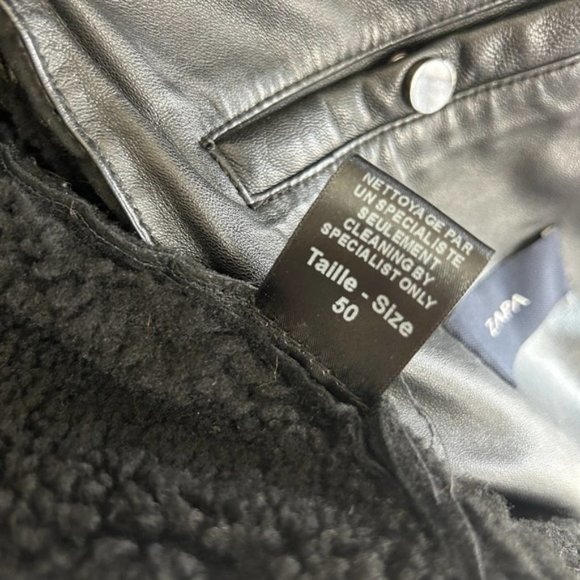 NETTOYAGE PAR
UN SPECIALISTE
SEULEMENT
CLEANING BY
SPECIALIST ONLY
Taille - Size
50
ZAPA